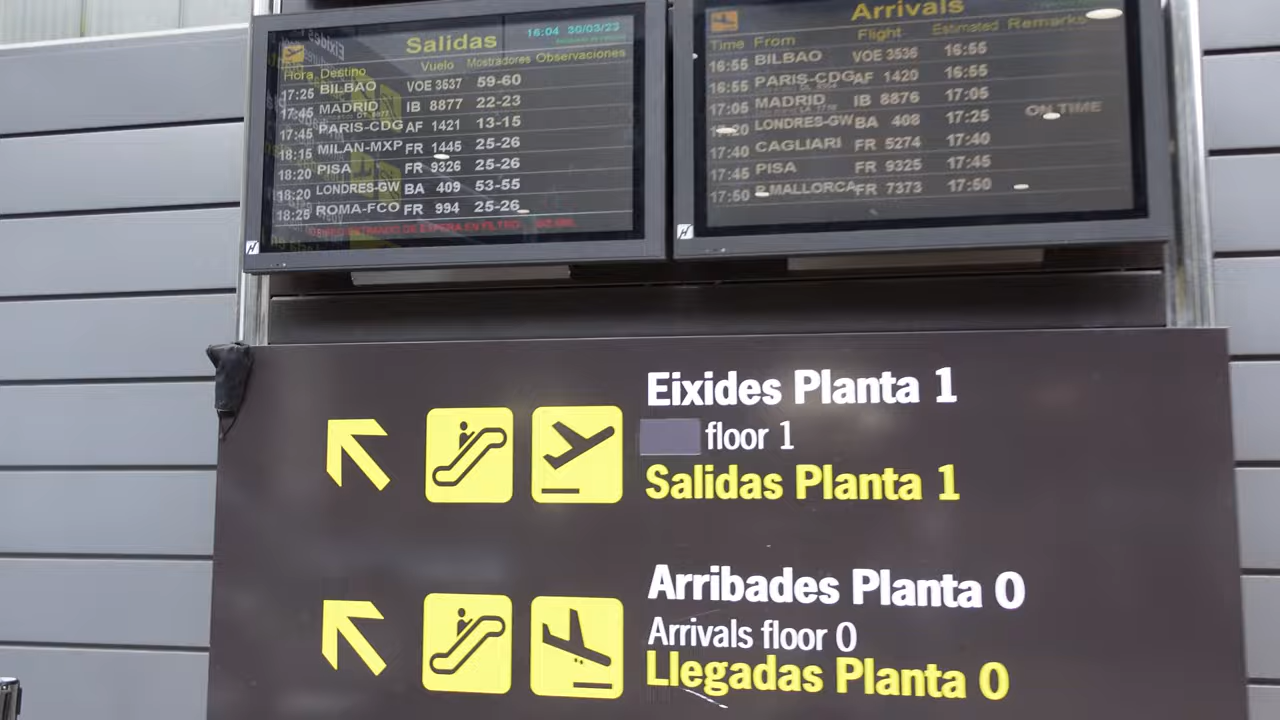 Salidas
16:04 30/03/23
Hora Destino Vuelo Mostradores Observaciones
17:25 BILBAO VOE 3537 59-60
17:45 MADRID IB 8877 22-23
17:45 PARIS-CDG AF 1421 13-15
18:15 MILAN-MXP FR 1445 25-26
18:20 PISA FR 9326 25-26
18:20 LONDRES-GW BA 409 53-55
18:25 ROMA-FCO FR 994 25-26
Arrivals
Time From Flight Estimated Remarks
16:55 BILBAO VOE 3536 16:55
16:55 PARIS-CDG AF 1420 16:55
17:05 MADRID IB 8876 17:05
17:20 LONDRES-GW BA 408 17:25 ON TIME
17:40 CAGLIARI FR 5274 17:40
17:45 PISA FR 9325 17:45
17:50 P.MALLORCA FR 7373 17:50
Eixides Planta 1
floor 1
Salidas Planta 1
Arribades Planta 0
Arrivals floor 0
Llegadas Planta 0